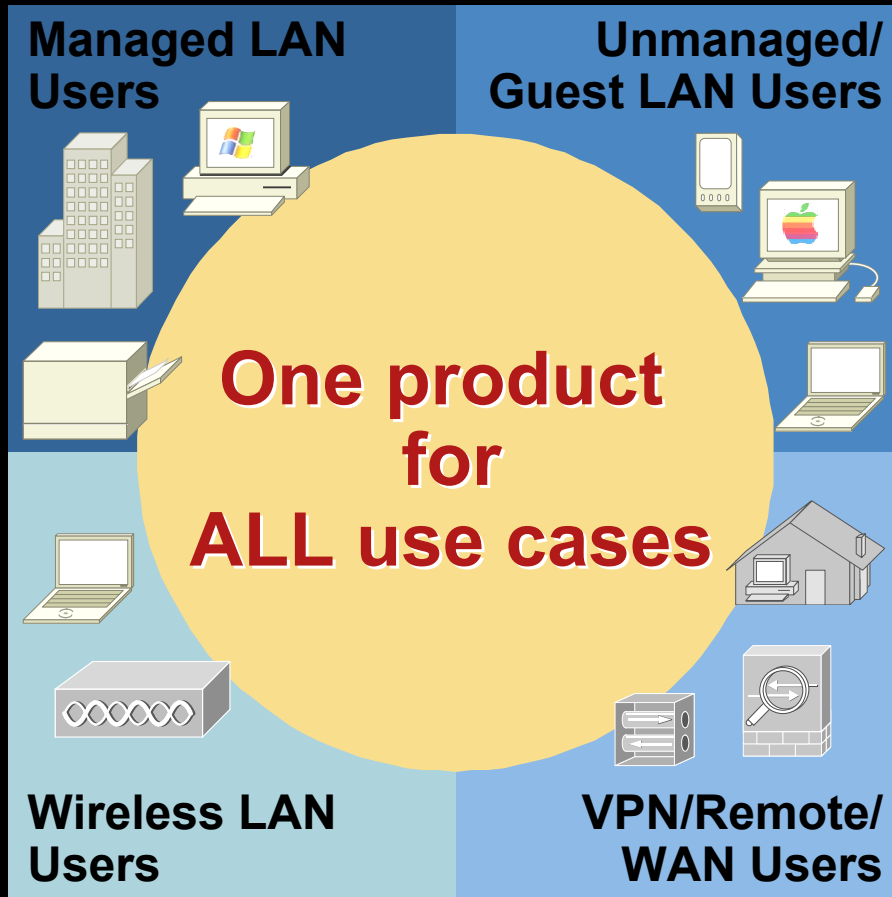 Managed LAN
Users
Unmanaged/
Guest LAN Users
One product
for
ALL use cases
Wireless LAN
Users
VPN/Remote/
WAN Users